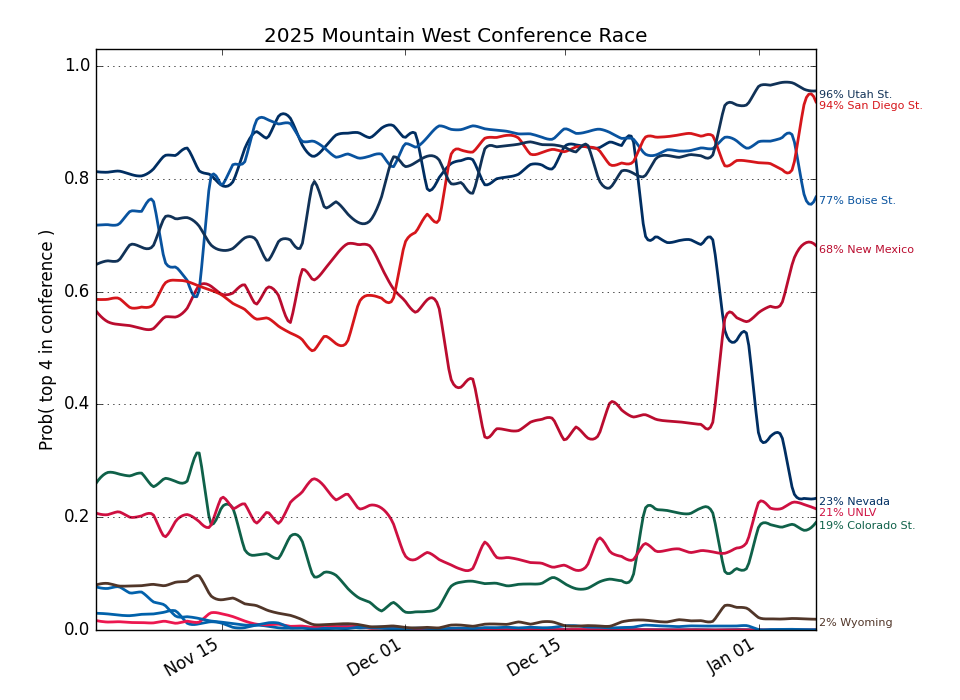 2025 Mountain West Conference Race
1.0
0.8
0.6
0.4
0.2
0.0
Prob( top 4 in conference )
Nov 15
Dec 01
Dec 15
Jan 01
96% Utah St.
94% San Diego St.
77% Boise St.
68% New Mexico
23% Nevada
21% UNLV
19% Colorado St.
2% Wyoming